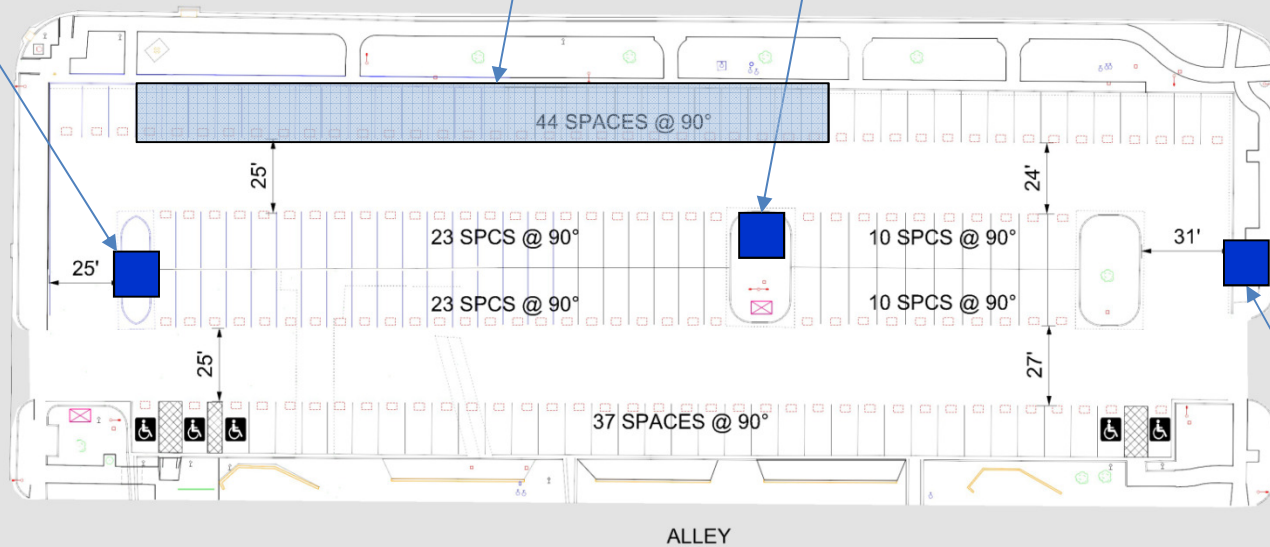 44 SPACES @ 90°
25'
24'
23 SPCS @ 90°
10 SPCS @ 90°
31'
25'
23 SPCS @ 90°
10 SPCS @ 90°
25'
27'
37 SPACES @ 90°
ALLEY